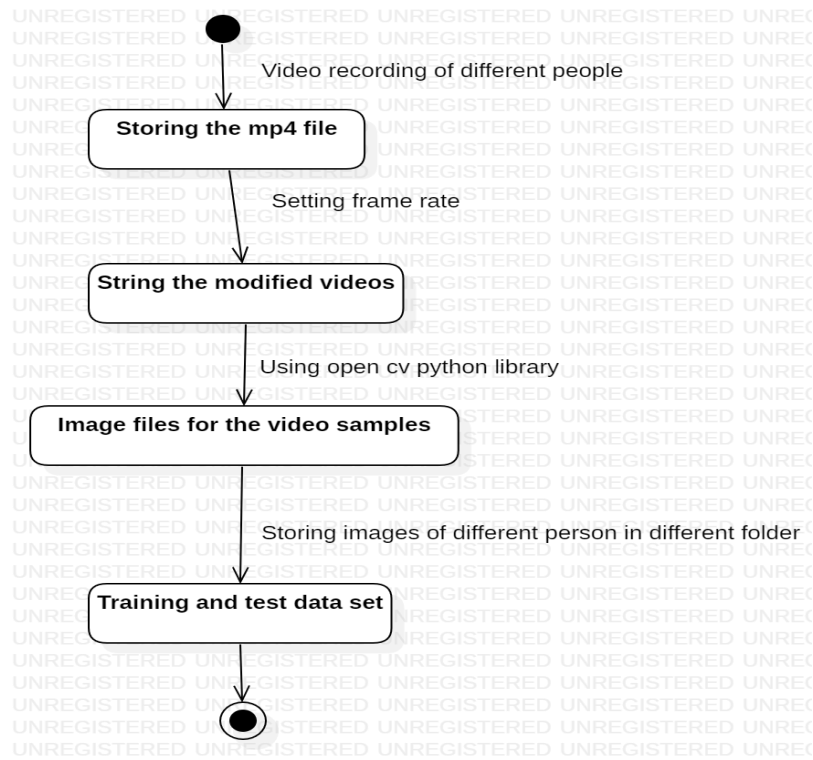 Video recording of different people
Storing the mp4 file
Setting frame rate
String the modified videos
Using open cv python library
Image files for the video samples
Storing images of different person in different folder
Training and test data set
UNREGISTERED